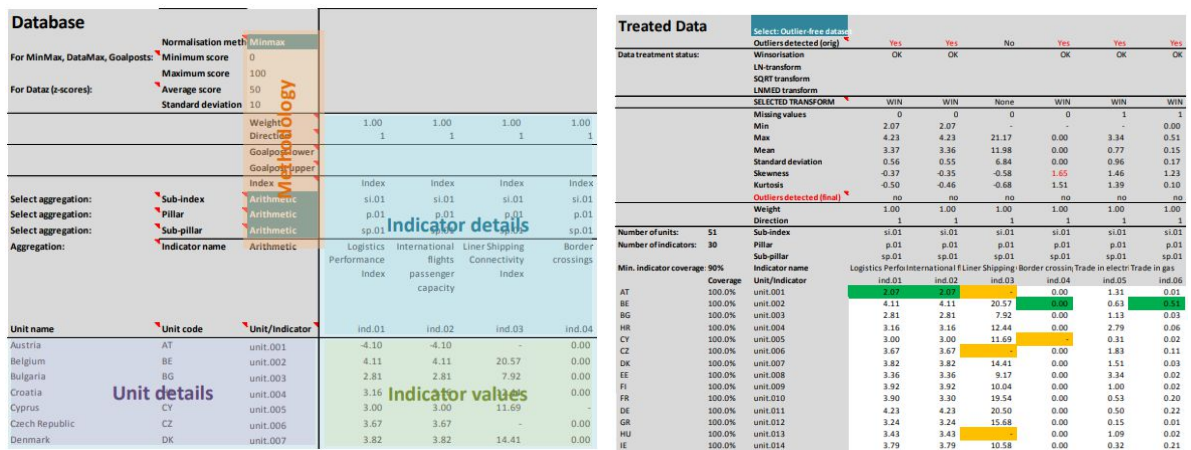 Database
Normalisation meth Minmax
For MinMax, DataMax, Goalposts: Minimum score 0
Maximum score 100
For Dataz (z-scores): Average score 50
Standard deviation 10
Methodology
Weight 1.00 1.00 1.00 1.00
Direction 1 1 1 1
Goalpost lower
Goalpost upper
Index Index Index Index Index
Select aggregation: Sub-index Arithmetic si.01 si.01 si.01 si.01
Select aggregation: Pillar Arithmetic p.01 p.01 p.01 p.01
Select aggregation: Sub-pillar Arithmetic sp.01 sp.01 sp.01
Indicator details
Aggregation: Indicator name Arithmetic Logistics International Liner Shipping Border
Performance flights Connectivity crossings
Index passenger Index
capacity
Unit name Unit code Unit/Indicator ind.01 ind.02 ind.03 ind.04
Austria AT unit.001 -4.10 -4.10 - 0.00
Belgium BE unit.002 4.11 4.11 20.57 0.00
Bulgaria BG unit.003 2.81 2.81 7.92 0.00
Croatia unit.004 3.16 0.00
Unit details Indicator values
Cyprus CY unit.005 3.00 3.00 11.69 -
Czech Republic CZ unit.006 3.67 3.67 - 0.00
Denmark DK unit.007 3.82 3.82 14.41 0.00
Treated Data
Select: Outlier-free datase
Outliers detected (orig) Yes Yes No Yes Yes Yes
Data treatment status: Winsorisation OK OK OK OK OK
LN-transform
SQRT transform
LNMED transform
SELECTED TRANSFORM WIN WIN None WIN WIN WIN
Missing values 0 0 0 0 1 1
Min 2.07 2.07 - - - 0.00
Max 4.23 4.23 21.17 0.00 3.34 0.51
Mean 3.37 3.36 11.98 0.00 0.77 0.15
Standard deviation 0.56 0.55 6.84 0.00 0.96 0.17
Skewness -0.37 -0.35 -0.58 1.65 1.46 1.23
Kurtosis -0.50 -0.46 -0.68 1.51 1.39 0.10
Outliers detected (final) no no no no no no
Weight 1.00 1.00 1.00 1.00 1.00 1.00
Direction 1 1 1 1 1 1
Number of units: 51 Sub-index si.01 si.01 si.01 si.01 si.01 si.01
Number of indicators: 30 Pillar p.01 p.01 p.01 p.01 p.01 p.01
Sub-pillar sp.01 sp.01 sp.01 sp.01 sp.01 sp.01
Min. indicator coverage: 90% Indicator name Logistics Perfo International fl Liner Shipping Border crossin Trade in electr Trade in gas
Coverage Unit/Indicator ind.01 ind.02 ind.03 ind.04 ind.05 ind.06
AT 100.0% unit.001 2.07 2.07 - 0.00 1.31 0.01
BE 100.0% unit.002 4.11 4.11 20.57 0.00 0.63 0.51
BG 100.0% unit.003 2.81 2.81 7.92 0.00 1.13 0.03
HR 100.0% unit.004 3.16 3.16 12.44 0.00 2.79 0.06
CY 100.0% unit.005 3.00 3.00 11.69 - 0.31 0.02
CZ 100.0% unit.006 3.67 3.67 - 0.00 1.83 0.11
DK 100.0% unit.007 3.82 3.82 14.41 0.00 1.51 0.03
EE 100.0% unit.008 3.36 3.36 9.17 0.00 3.34 0.02
FI 100.0% unit.009 3.92 3.92 10.04 0.00 1.00 0.02
FR 100.0% unit.010 3.90 3.30 19.54 0.00 0.53 0.20
DE 100.0% unit.011 4.23 4.23 20.50 0.00 0.50 0.22
GR 100.0% unit.012 3.24 3.24 15.68 0.00 0.15 0.01
HU 100.0% unit.013 3.43 3.43 - 0.00 1.09 0.02
IE 100.0% unit.014 3.79 3.79 10.58 0.00 0.32 0.21